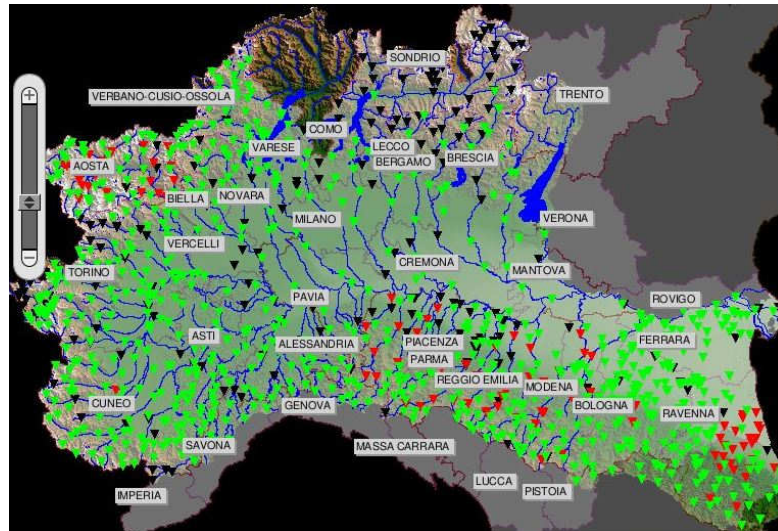 SONDRIO
VERBANO-CUSIO-OSSOLA
TRENTO
COMO
VARESE
LECCO
BERGAMO
BRESCIA
AOSTA
BIELLA
NOVARA
MILANO
VERONA
VERCELLI
TORINO
CREMONA
MANTOVA
PAVIA
ROVIGO
ASTI
ALESSANDRIA
PIACENZA
FERRARA
PARMA
REGGIO EMILIA
MODENA
CUNEO
GENOVA
BOLOGNA
RAVENNA
SAVONA
MASSA CARRARA
LUCCA
PISTOIA
IMPERIA